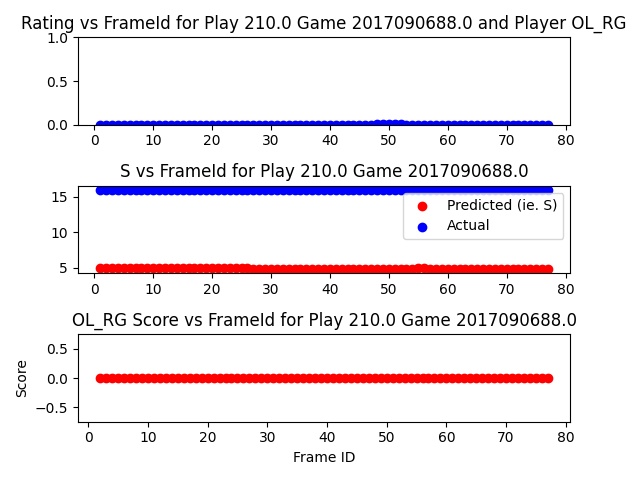 Rating vs FrameId for Play 210.0 Game 2017090688.0 and Player OL_RG
1.0
0.5
0.0
0 10 20 30 40 50 60 70 80
S vs FrameId for Play 210.0 Game 2017090688.0
15
10
5
Predicted (ie. S)
Actual
0 10 20 30 40 50 60 70 80
OL_RG Score vs FrameId for Play 210.0 Game 2017090688.0
Score
0.5
0.0
−0.5
0 10 20 30 40 50 60 70 80
Frame ID